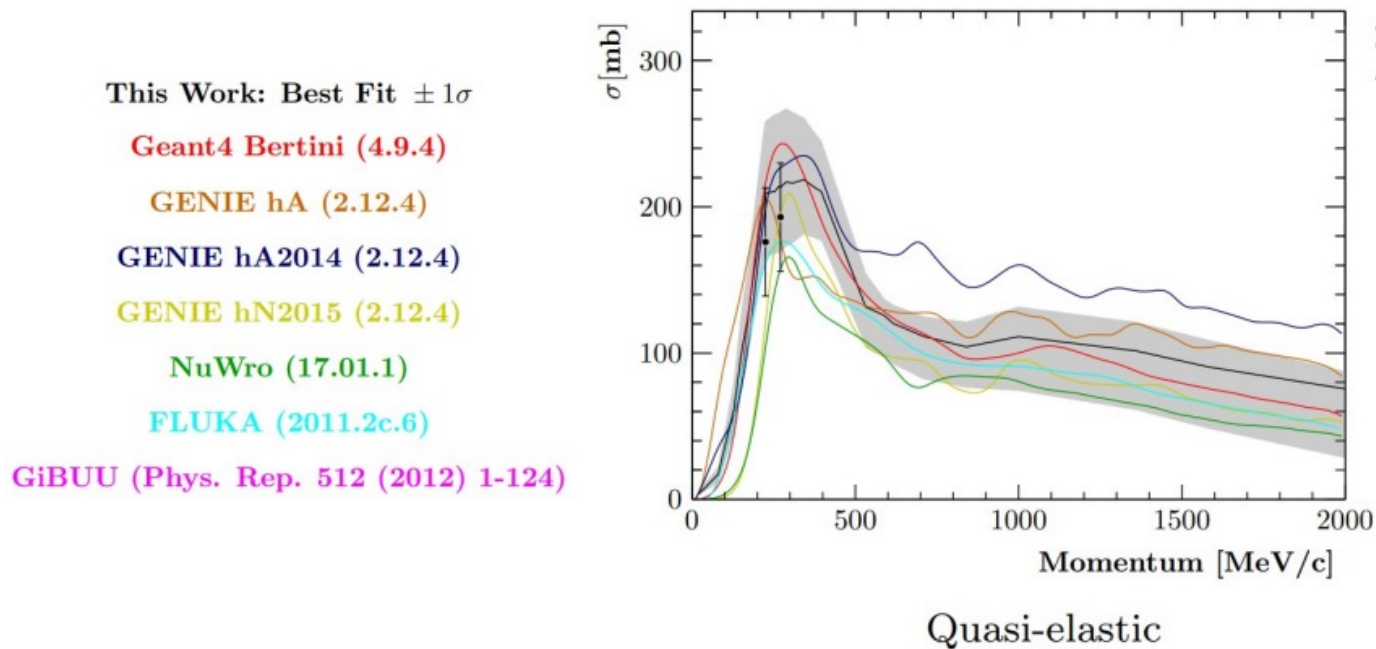 This Work: Best Fit ± 1σ
Geant4 Bertini (4.9.4)
GENIE hA (2.12.4)
GENIE hA2014 (2.12.4)
GENIE hN2015 (2.12.4)
NuWro (17.01.1)
FLUKA (2011.2c.6)
GiBUU (Phys. Rep. 512 (2012) 1-124)
σ[mb]
300
200
100
0
0 500 1000 1500 2000
Momentum [MeV/c]
Quasi-elastic